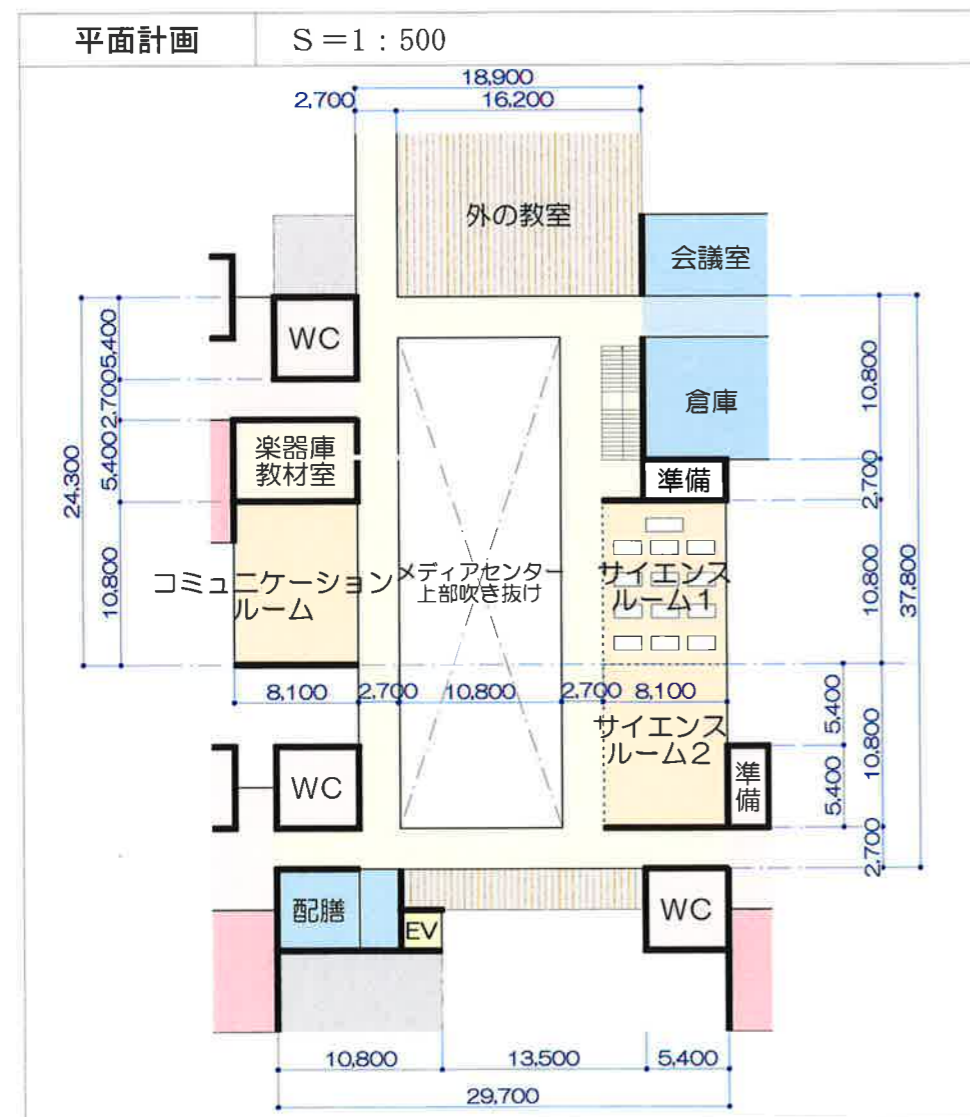 平面計画
S=1：500
18,900
2,700
16,200
外の教室
会議室
WC
倉庫
楽器庫
教材室
準備
コミュニケーション
ルーム
メディアセンター
上部吹き抜け
サイエンス
ルーム1
24,300
5,400
2,700
5,400
10,800
10,800
2,700
10,800
37,800
8,100
2,700
10,800
2,700
8,100
サイエンス
ルーム2
5,400
5,400
10,800
2,700
WC
準備
配膳
EV
WC
10,800
13,500
5,400
29,700